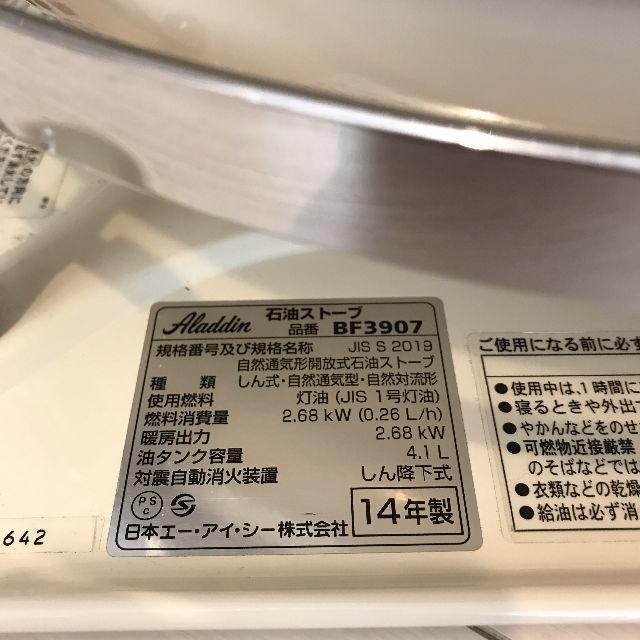 Aladdin 石油ストーブ
品番 BF3907
規格番号及び規格名称 JIS S 2019
自然通気形開放式石油ストーブ
種 類 しん式・自然通気型・自然対流形
使用燃料 灯油 (JIS 1号灯油)
燃料消費量 2.68 kW (0.26 L/h)
暖房出力 2.68 kW
油タンク容量 4.1 L
対震自動消火装置 しん降下式
PS C
日本エー・アイ・シー株式会社 14年製
642
ご使用になる前に必ず
●使用中は、1時間に
●寝るときや外出
●やかんなどをのせ
●可燃物近接厳禁
のそばなどでは
●衣類などの乾燥
●給油は必ず消